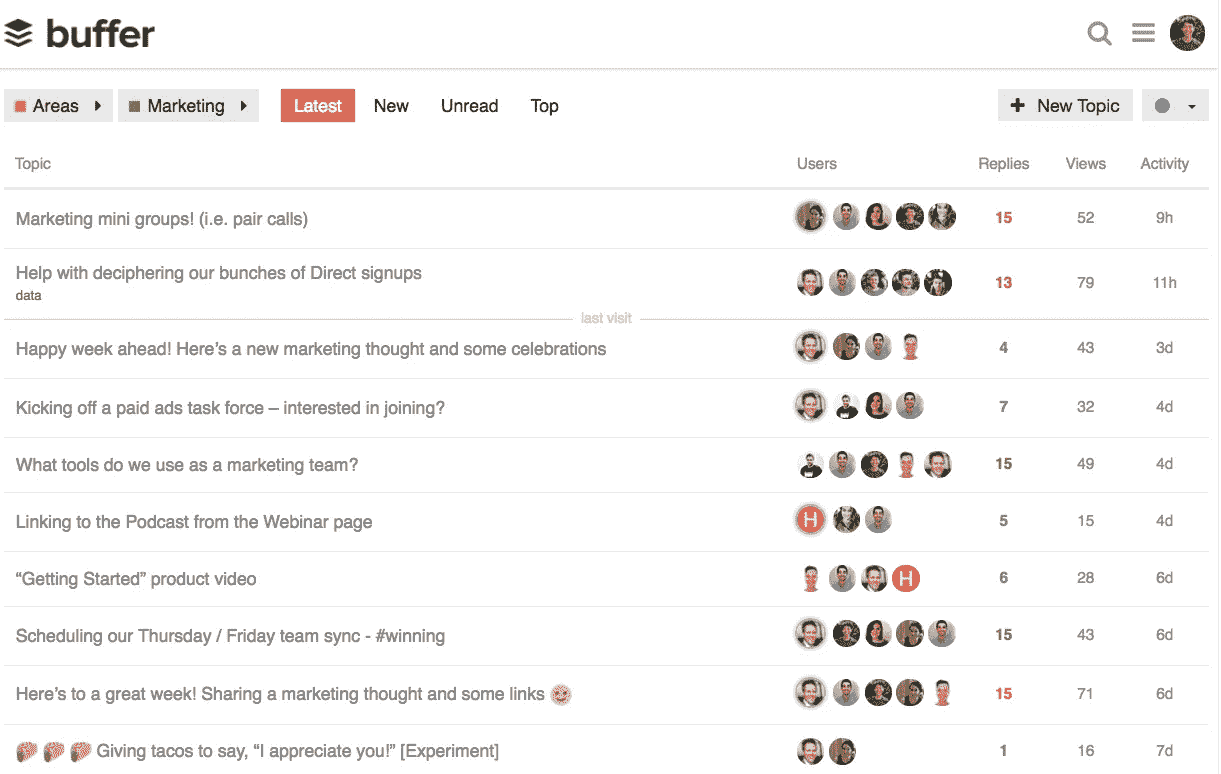 buffer
Areas Marketing Latest New Unread Top New Topic
Topic Users Replies Views Activity
Marketing mini groups! (i.e. pair calls) 15 52 9h
Help with deciphering our bunches of Direct signups 13 79 11h
data
last visit
Happy week ahead! Here’s a new marketing thought and some celebrations 4 43 3d
Kicking off a paid ads task force – interested in joining? 7 32 4d
What tools do we use as a marketing team? 15 49 4d
Linking to the Podcast from the Webinar page H 5 15 4d
“Getting Started” product video H 6 28 6d
Scheduling our Thursday / Friday team sync - #winning 15 43 6d
Here’s to a great week! Sharing a marketing thought and some links 15 71 6d
Giving tacos to say, “I appreciate you!” [Experiment] 1 16 7d